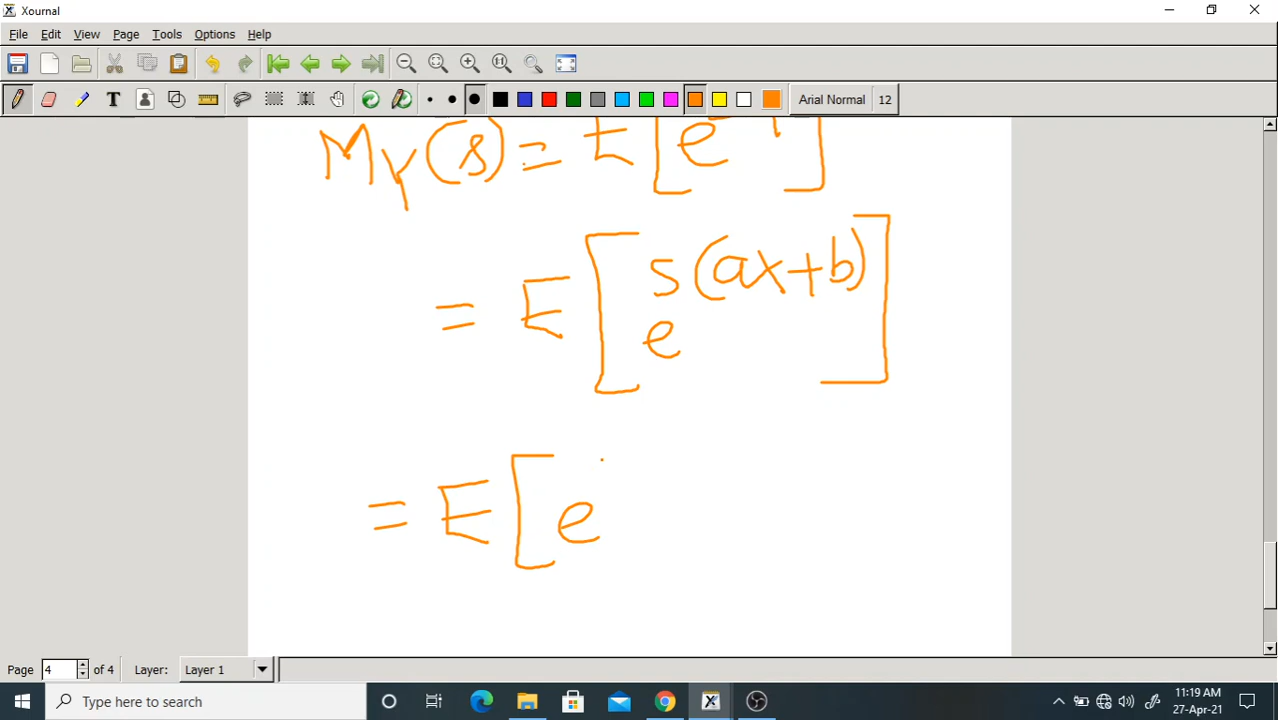 Xournal
File Edit View Page Tools Options Help
Arial Normal 12
M_Y(s) = E[e
= E[e^{s(ax+b)}]
= E[e
Page 4 of 4 Layer: Layer 1
Type here to search
11:19 AM
27-Apr-21